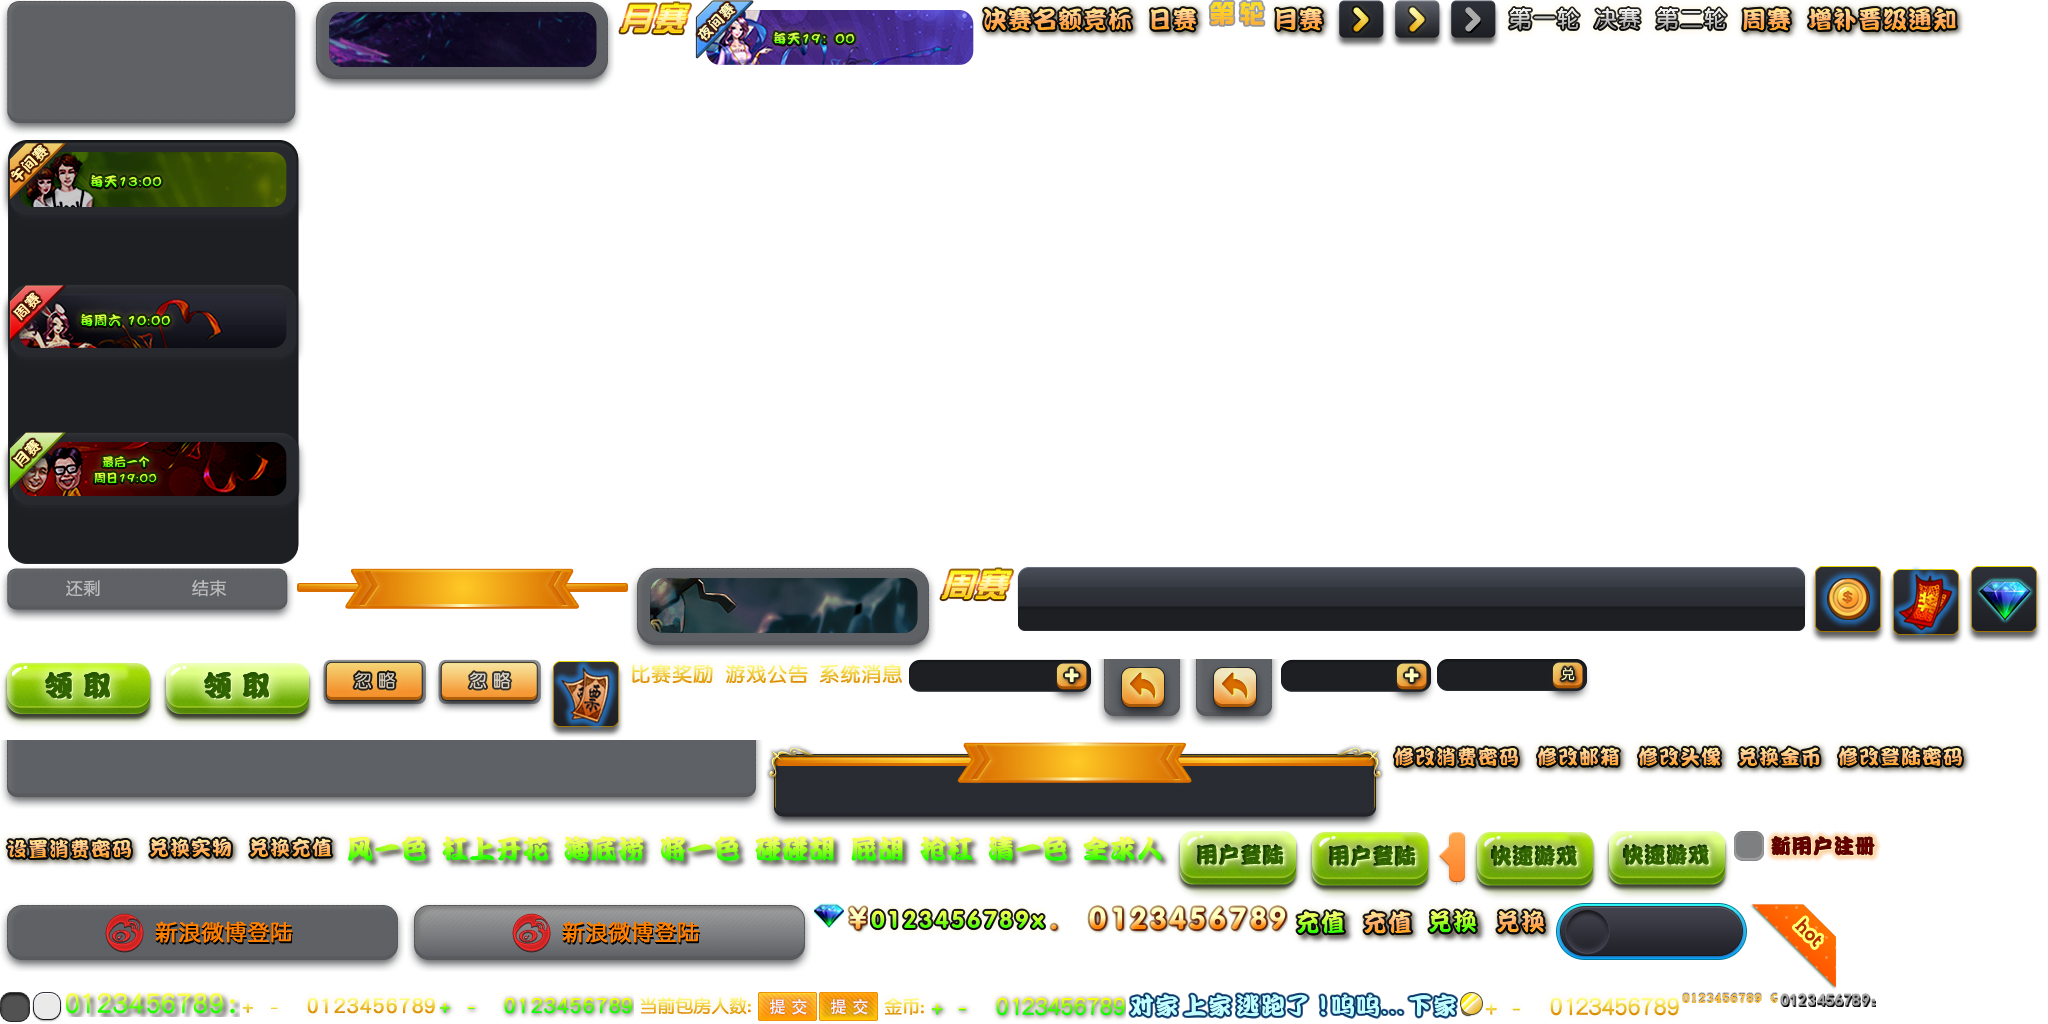 月赛
夜间赛
每天19:00
决赛名额竞标
日赛
第 轮
月赛
第一轮
决赛
第二轮
周赛
增补晋级通知
午间赛
每天13:00
周赛
每周六 10:00
月赛
最后一个
周日19:00
还剩
结束
周赛
领取
领取
忽略
忽略
票
比赛奖励
游戏公告
系统消息
兑
修改消费密码
修改邮箱
修改头像
兑换金币
修改登陆密码
设置消费密码
兑换实物
兑换充值
风一色
杠上开花
海底捞
将一色
碰碰胡
屁胡
抢杠
清一色
全求人
用户登陆
用户登陆
快速游戏
快速游戏
新用户注册
新浪微博登陆
新浪微博登陆
¥0123456789x.
0123456789
充值
充值
兑换
兑换
hot
0123456789:+ -
0123456789+ -
0123456789
当前包房人数:
提交
提交
金币:
+ -
0123456789
对家
上家
逃跑了
!呜呜...
下家
+ -
0123456789
0123456789
0123456789: